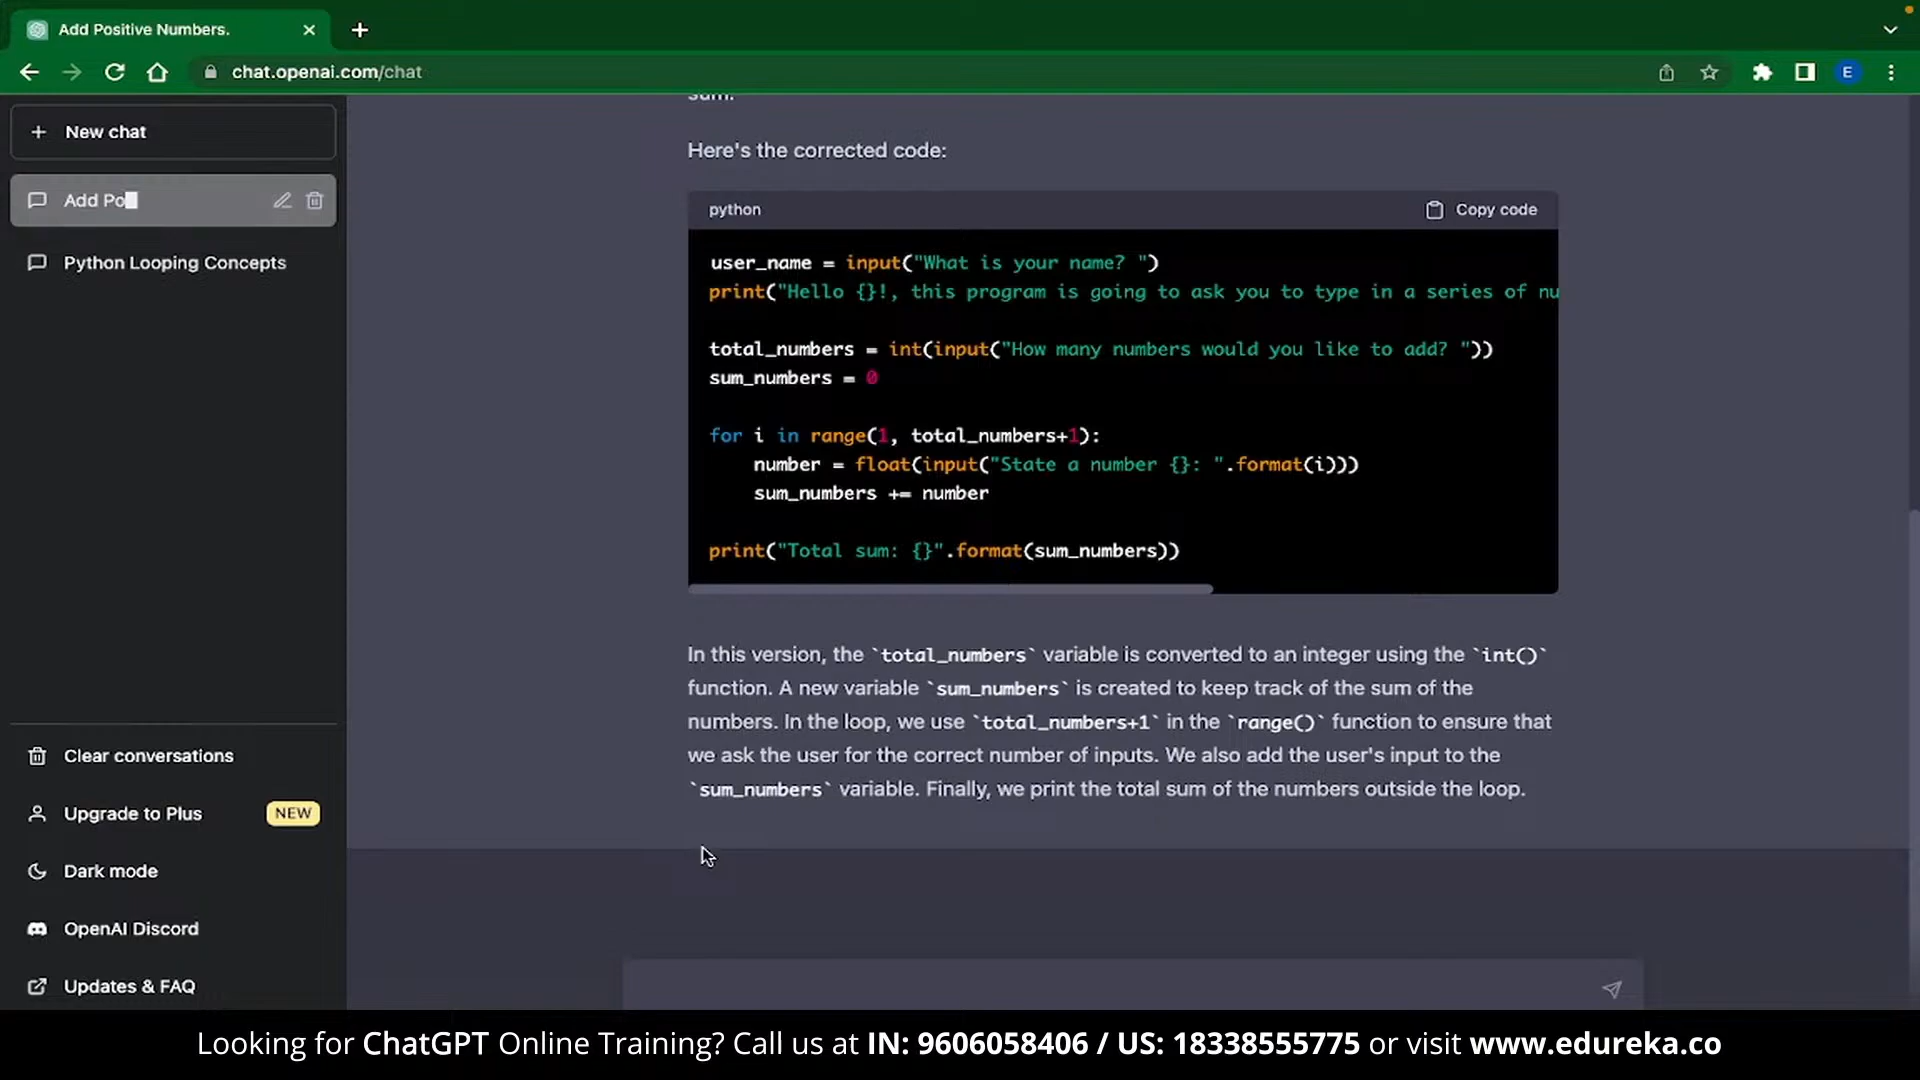 Add Positive Numbers.
chat.openai.com/chat
E
New chat
Add Po
Python Looping Concepts
Clear conversations
Upgrade to Plus NEW
Dark mode
OpenAI Discord
Updates & FAQ
sum.
Here's the corrected code:
python Copy code
user_name = input("What is your name? ")
print("Hello {}!, this program is going to ask you to type in a series of nu
total_numbers = int(input("How many numbers would you like to add? "))
sum_numbers = 0
for i in range(1, total_numbers+1):
    number = float(input("State a number {}: ".format(i)))
    sum_numbers += number
print("Total sum: {}".format(sum_numbers))
In this version, the `total_numbers` variable is converted to an integer using the `int()`
function. A new variable `sum_numbers` is created to keep track of the sum of the
numbers. In the loop, we use `total_numbers+1` in the `range()` function to ensure that
we ask the user for the correct number of inputs. We also add the user's input to the
`sum_numbers` variable. Finally, we print the total sum of the numbers outside the loop.
Looking for ChatGPT Online Training? Call us at IN: 9606058406 / US: 18338555775 or visit www.edureka.co